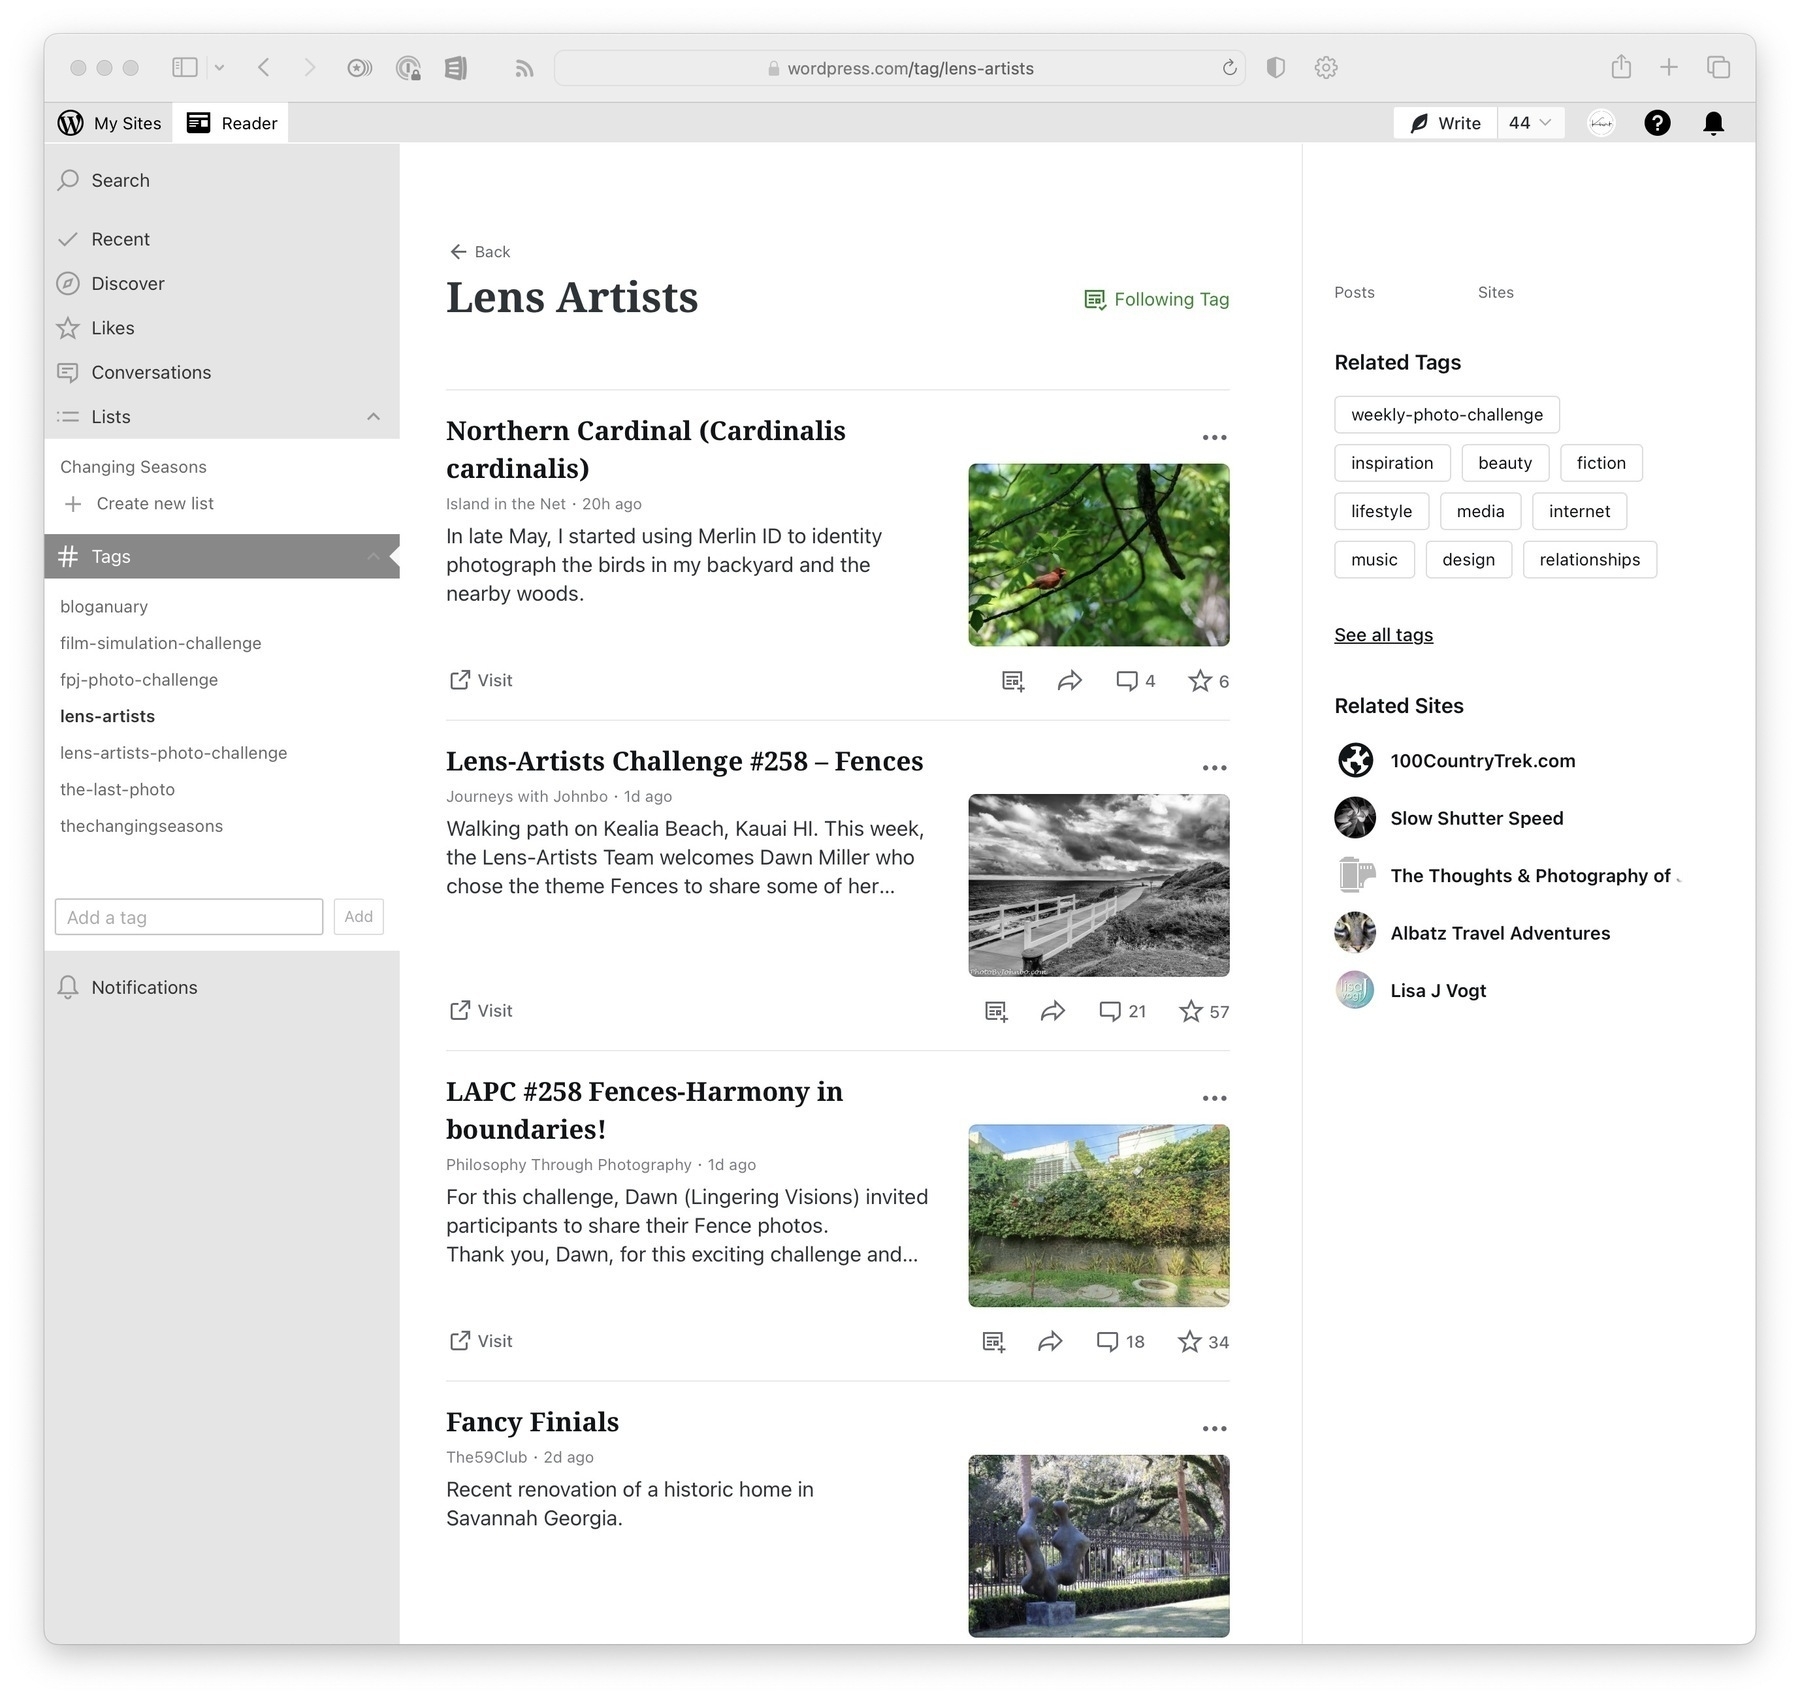 wordpress.com/tag/lens-artists
My Sites
Reader
Write
44
Search
Recent
Discover
Likes
Conversations
Lists
Changing Seasons
Create new list
Tags
bloganuary
film-simulation-challenge
fpj-photo-challenge
lens-artists
lens-artists-photo-challenge
the-last-photo
thechangingseasons
Add a tag
Add
Notifications
Back
Lens Artists
Following Tag
Northern Cardinal (Cardinalis
cardinalis)
Island in the Net · 20h ago
In late May, I started using Merlin ID to identity
photograph the birds in my backyard and the
nearby woods.
Visit
4
6
Lens-Artists Challenge #258 – Fences
Journeys with Johnbo · 1d ago
Walking path on Kealia Beach, Kauai HI. This week,
the Lens-Artists Team welcomes Dawn Miller who
chose the theme Fences to share some of her...
PhotoByJohnbo.com
Visit
21
57
LAPC #258 Fences-Harmony in
boundaries!
Philosophy Through Photography · 1d ago
For this challenge, Dawn (Lingering Visions) invited
participants to share their Fence photos.
Thank you, Dawn, for this exciting challenge and...
Visit
18
34
Fancy Finials
The59Club · 2d ago
Recent renovation of a historic home in
Savannah Georgia.
Posts
Sites
Related Tags
weekly-photo-challenge
inspiration
beauty
fiction
lifestyle
media
internet
music
design
relationships
See all tags
Related Sites
100CountryTrek.com
Slow Shutter Speed
The Thoughts & Photography of
Albatz Travel Adventures
lisaJ
vogt
Lisa J Vogt